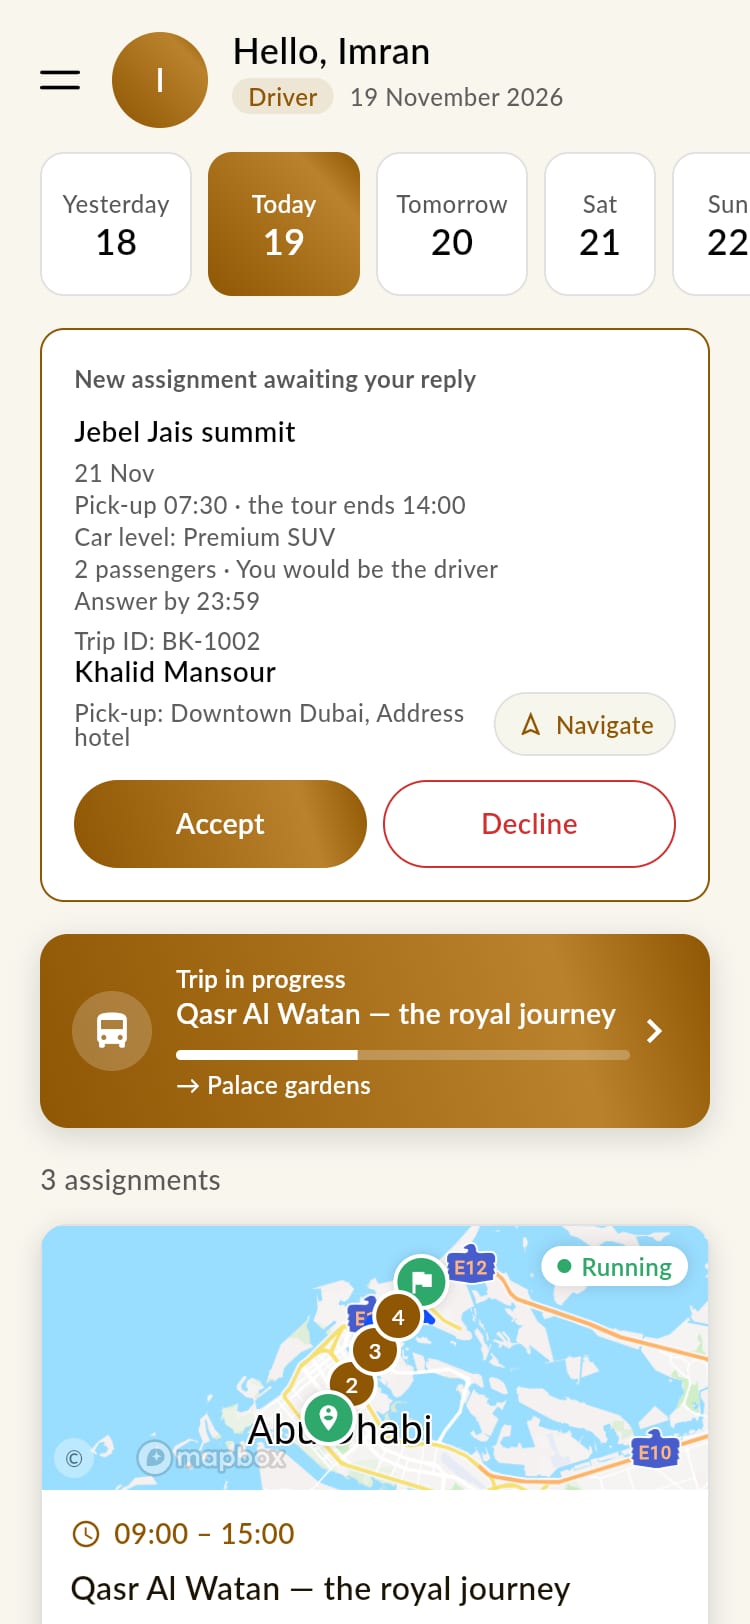 I
Hello, Imran
Driver
19 November 2026
Yesterday
18
Today
19
Tomorrow
20
Sat
21
Sun
22
New assignment awaiting your reply
Jebel Jais summit
21 Nov
Pick-up 07:30 · the tour ends 14:00
Car level: Premium SUV
2 passengers · You would be the driver
Answer by 23:59
Trip ID: BK-1002
Khalid Mansour
Pick-up: Downtown Dubai, Address
hotel
Navigate
Accept
Decline
Trip in progress
Qasr Al Watan — the royal journey
→ Palace gardens
3 assignments
Running
E12
4
3
2
E10
© mapbox
09:00 – 15:00
Qasr Al Watan — the royal journey